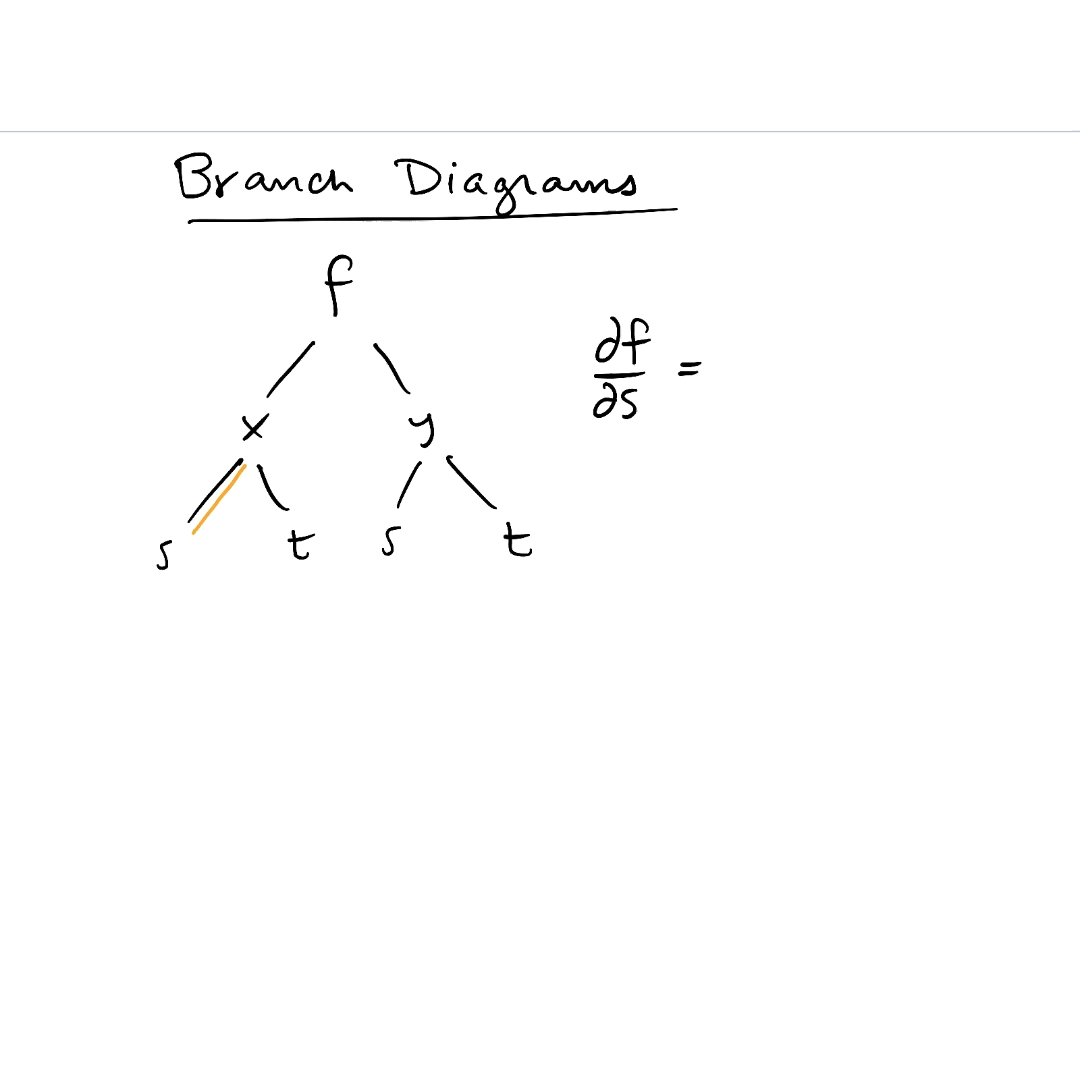 Branch Diagrams
f
x y
s t s t
∂f/∂s =